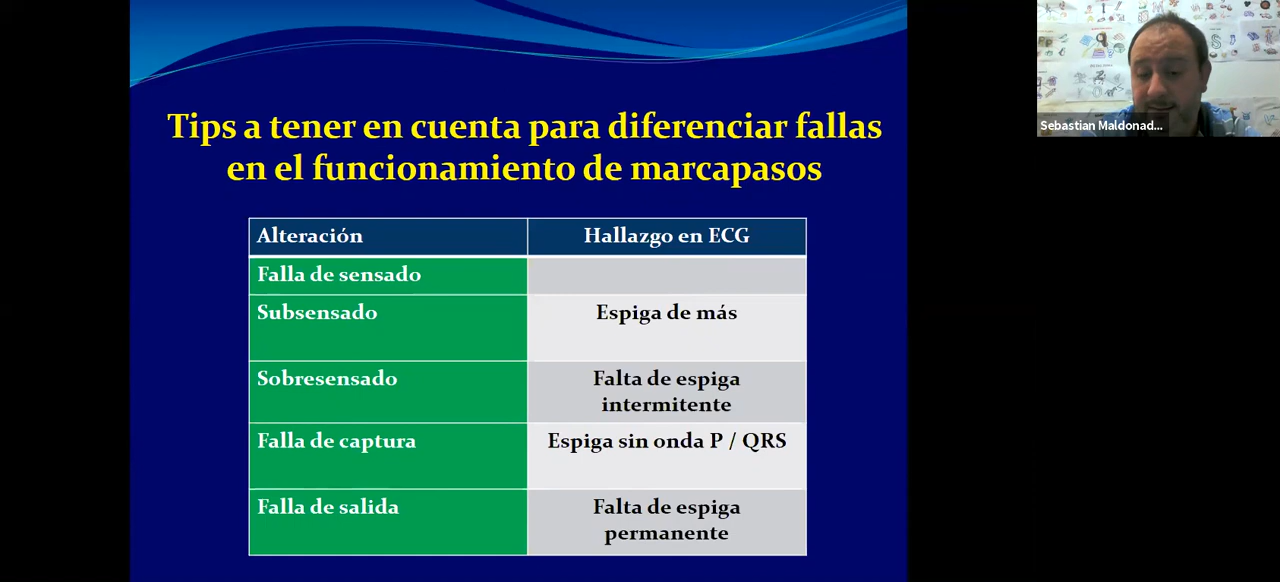 Tips a tener en cuenta para diferenciar fallas
en el funcionamiento de marcapasos
Alteración
Hallazgo en ECG
Falla de sensado
Subsensado
Espiga de más
Sobresensado
Falta de espiga
intermitente
Falla de captura
Espiga sin onda P / QRS
Falla de salida
Falta de espiga
permanente
Sebastian Maldonad...